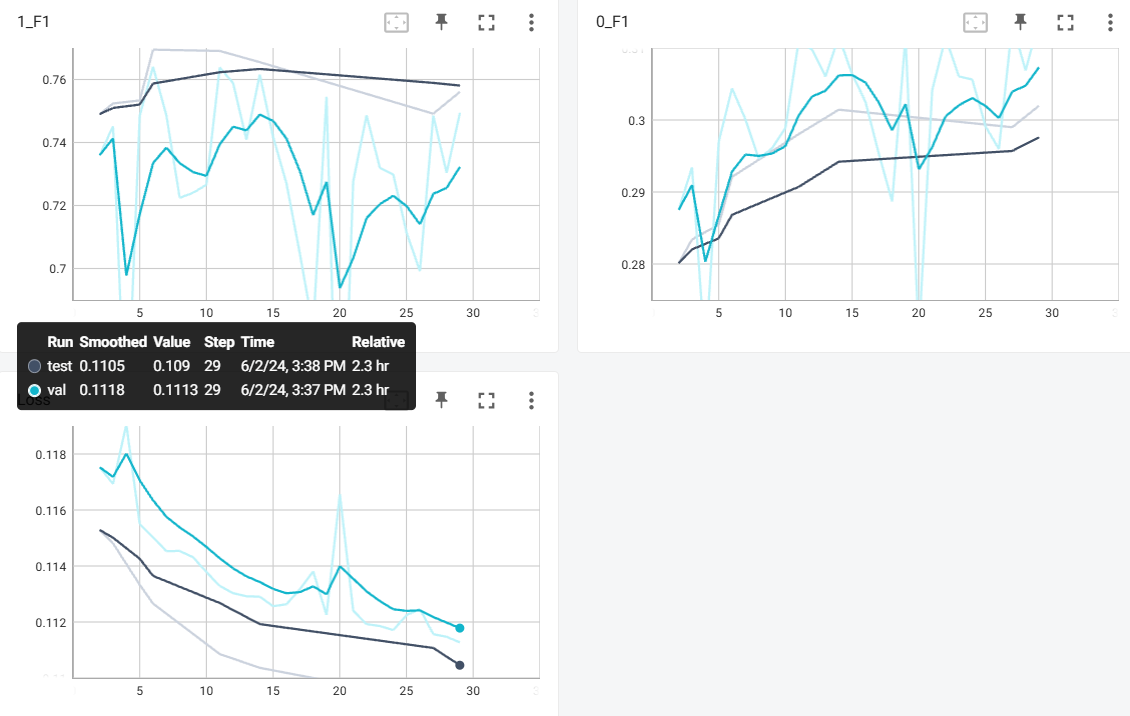 1_F1
0_F1
0.76
0.74
0.72
0.7
5 10 15 20 25 30
0.3
0.29
0.28
5 10 15 20 25 30
Run Smoothed Value Step Time Relative
test 0.1105 0.109 29 6/2/24, 3:38 PM 2.3 hr
val 0.1118 0.1113 29 6/2/24, 3:37 PM 2.3 hr
Loss
0.118
0.116
0.114
0.112
5 10 15 20 25 30